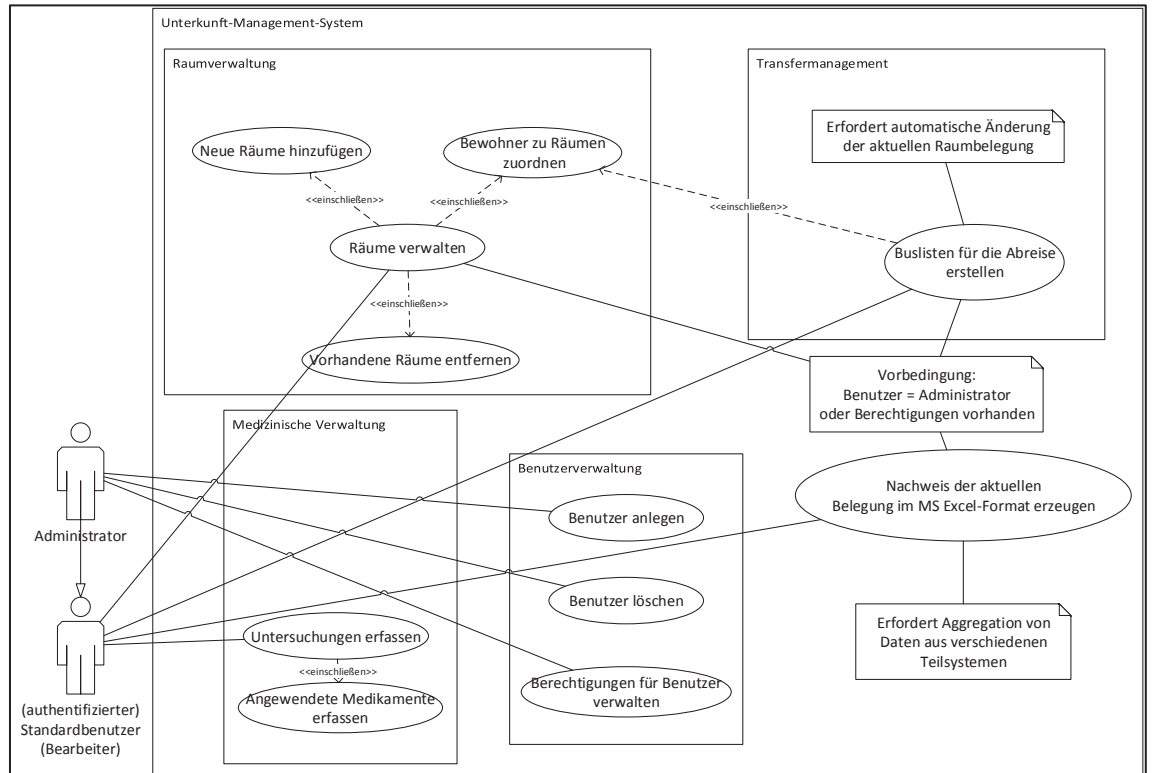 Unterkunft-Management-System
Raumverwaltung
Neue Räume hinzufügen
Bewohner zu Räumen
zuordnen
<<einschließen>>
<<einschließen>>
Räume verwalten
<<einschließen>>
Vorhandene Räume entfernen
Transfermanagement
Erfordert automatische Änderung
der aktuellen Raumbelegung
<<einschließen>>
Buslisten für die Abreise
erstellen
Vorbedingung:
Benutzer = Administrator
oder Berechtigungen vorhanden
Nachweis der aktuellen
Belegung im MS Excel-Format erzeugen
Erfordert Aggregation von
Daten aus verschiedenen
Teilsystemen
Medizinische Verwaltung
Untersuchungen erfassen
<<einschließen>>
Angewendete Medikamente
erfassen
Benutzerverwaltung
Benutzer anlegen
Benutzer löschen
Berechtigungen für Benutzer
verwalten
Administrator
(authentifizierter)
Standardbenutzer
(Bearbeiter)